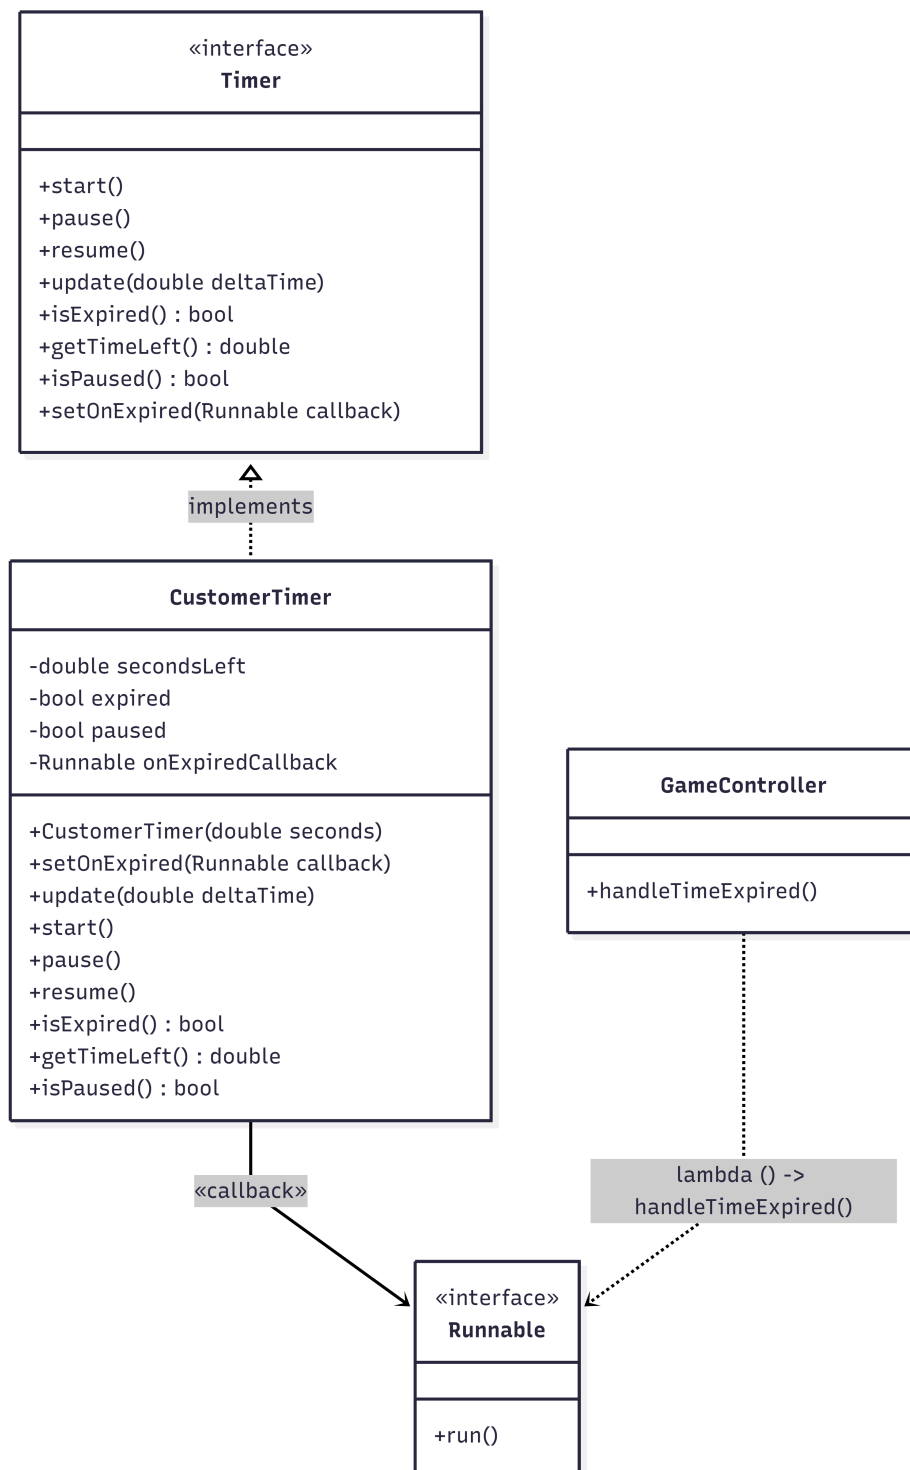 «interface»
Timer
+start()
+pause()
+resume()
+update(double deltaTime)
+isExpired() : bool
+getTimeLeft() : double
+isPaused() : bool
+setOnExpired(Runnable callback)
implements
CustomerTimer
-double secondsLeft
-bool expired
-bool paused
-Runnable onExpiredCallback
+CustomerTimer(double seconds)
+setOnExpired(Runnable callback)
+update(double deltaTime)
+start()
+pause()
+resume()
+isExpired() : bool
+getTimeLeft() : double
+isPaused() : bool
GameController
+handleTimeExpired()
«callback»
lambda () ->
handleTimeExpired()
«interface»
Runnable
+run()